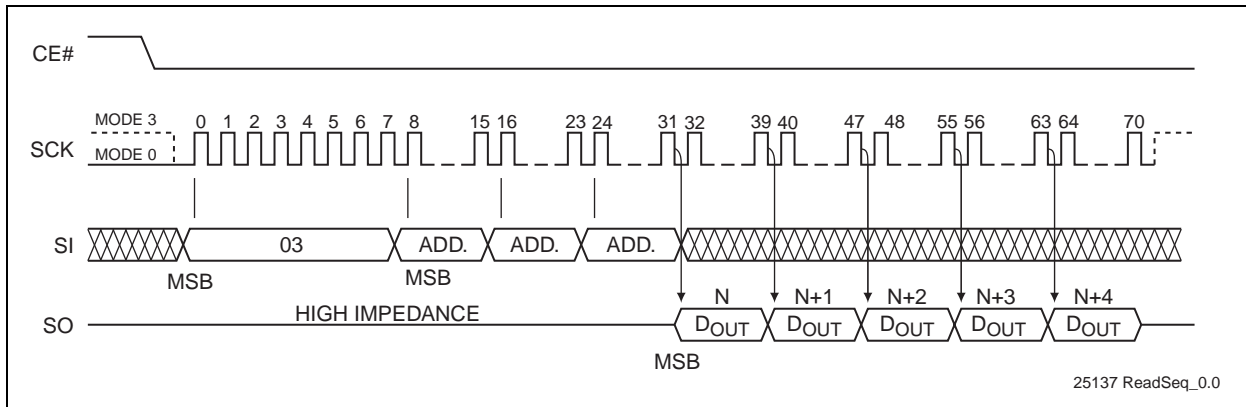 CE#
MODE 3
0 1 2 3 4 5 6 7 8 15 16 23 24 31 32 39 40 47 48 55 56 63 64 70
SCK
MODE 0
SI
03 ADD. ADD. ADD.
MSB MSB
N N+1 N+2 N+3 N+4
HIGH IMPEDANCE
SO
DOUT DOUT DOUT DOUT DOUT
MSB
25137 ReadSeq_0.0